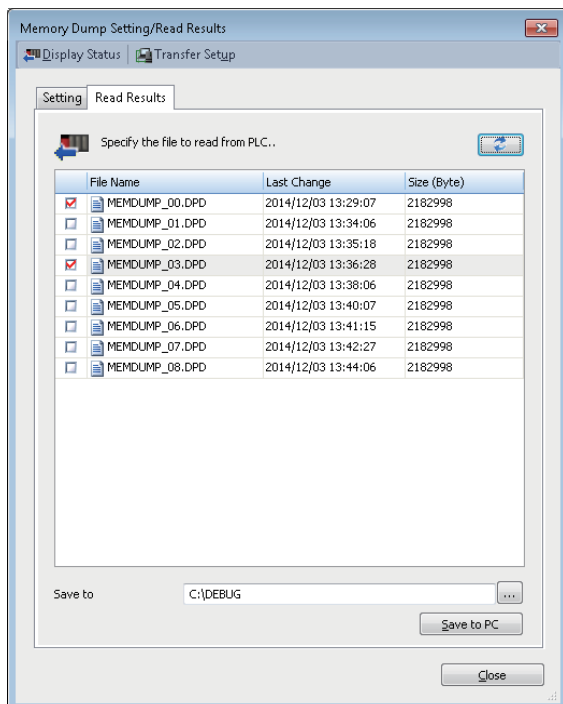 Memory Dump Setting/Read Results
Display Status Transfer Setup
Setting Read Results
Specify the file to read from PLC..
File Name Last Change Size (Byte)
MEMDUMP_00.DPD 2014/12/03 13:29:07 2182998
MEMDUMP_01.DPD 2014/12/03 13:34:06 2182998
MEMDUMP_02.DPD 2014/12/03 13:35:18 2182998
MEMDUMP_03.DPD 2014/12/03 13:36:28 2182998
MEMDUMP_04.DPD 2014/12/03 13:38:06 2182998
MEMDUMP_05.DPD 2014/12/03 13:40:07 2182998
MEMDUMP_06.DPD 2014/12/03 13:41:15 2182998
MEMDUMP_07.DPD 2014/12/03 13:42:27 2182998
MEMDUMP_08.DPD 2014/12/03 13:44:06 2182998
Save to C:\DEBUG ...
Save to PC
Close